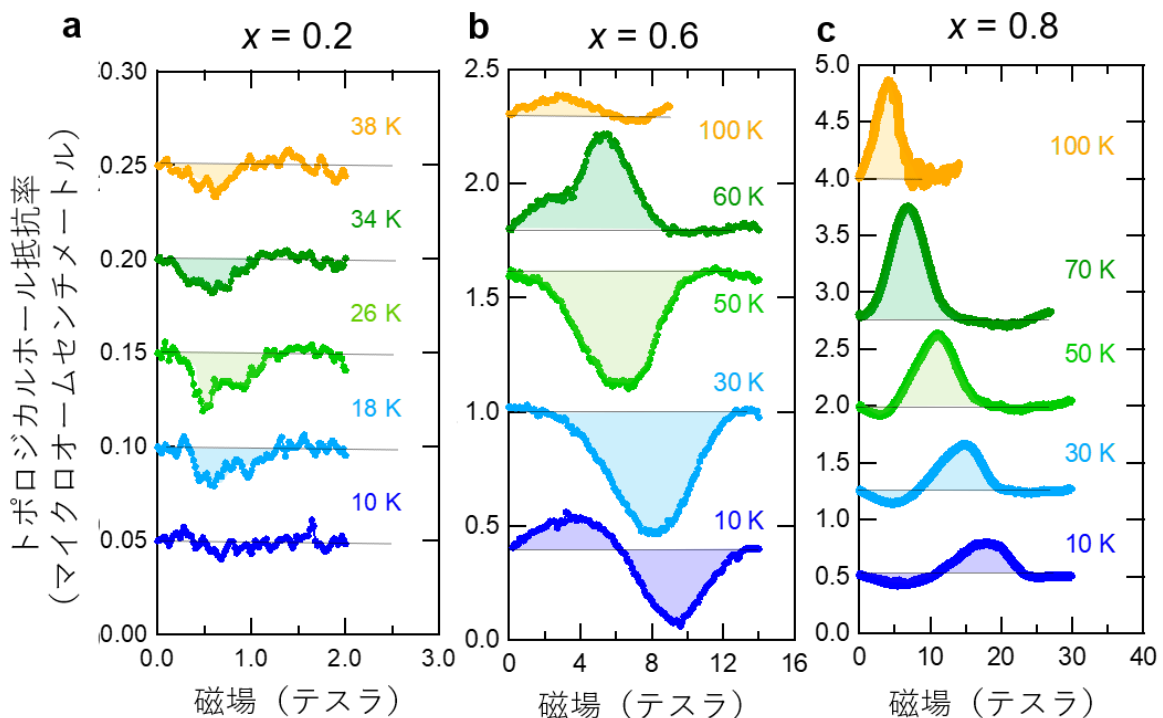 a
x = 0.2
b
x = 0.6
c
x = 0.8
トポロジカルホール抵抗率
（マイクロオームセンチメートル）
0.30
0.25
0.20
0.15
0.10
0.05
0.00
38 K
34 K
26 K
18 K
10 K
0.0 1.0 2.0 3.0
磁場（テスラ）
2.5
2.0
1.5
1.0
0.5
0.0
100 K
60 K
50 K
30 K
10 K
0 4 8 12 16
磁場（テスラ）
5.0
4.5
4.0
3.5
3.0
2.5
2.0
1.5
1.0
0.5
0.0
100 K
70 K
50 K
30 K
10 K
0 10 20 30 40
磁場（テスラ）